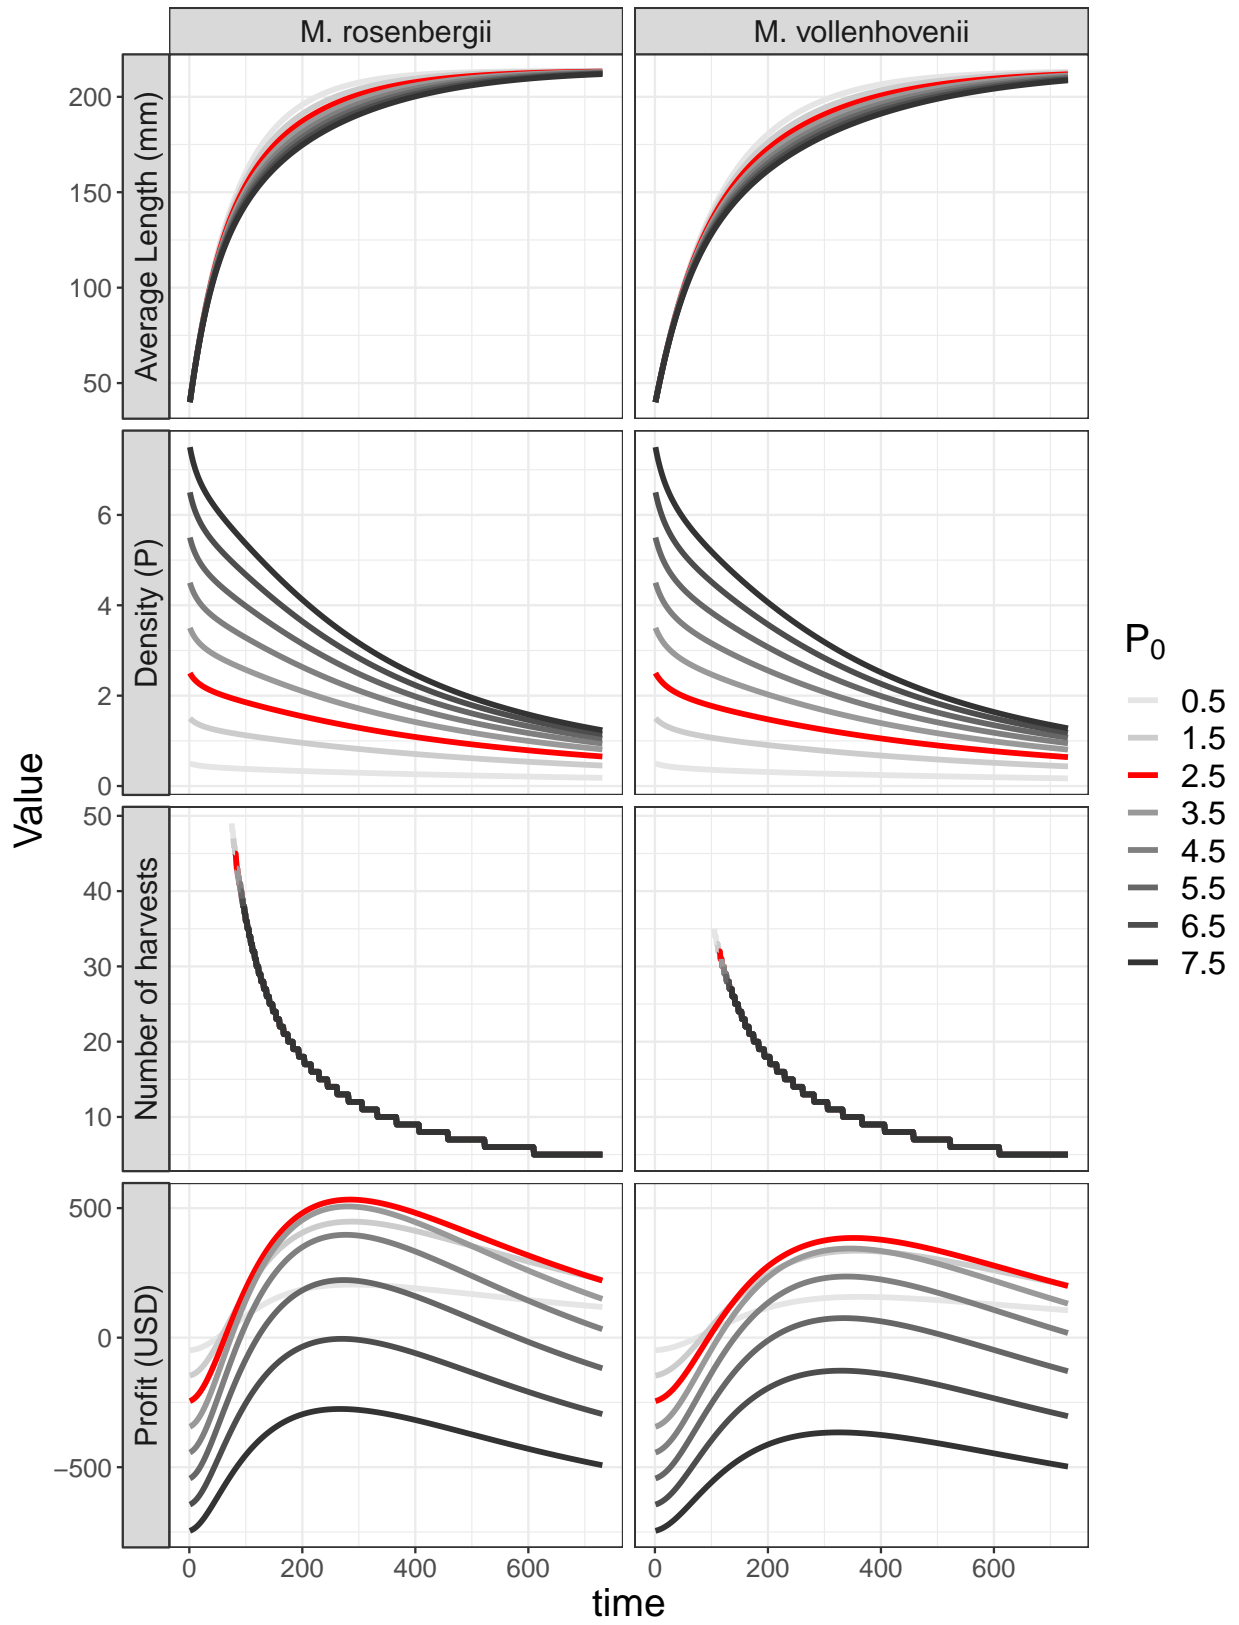 M. rosenbergii
M. vollenhovenii
Value
Average Length (mm)
200
150
100
50
Density (P)
6
4
2
0
Number of harvests
50
40
30
20
10
Profit (USD)
500
0
−500
0 200 400 600
0 200 400 600
time
P0
0.5
1.5
2.5
3.5
4.5
5.5
6.5
7.5